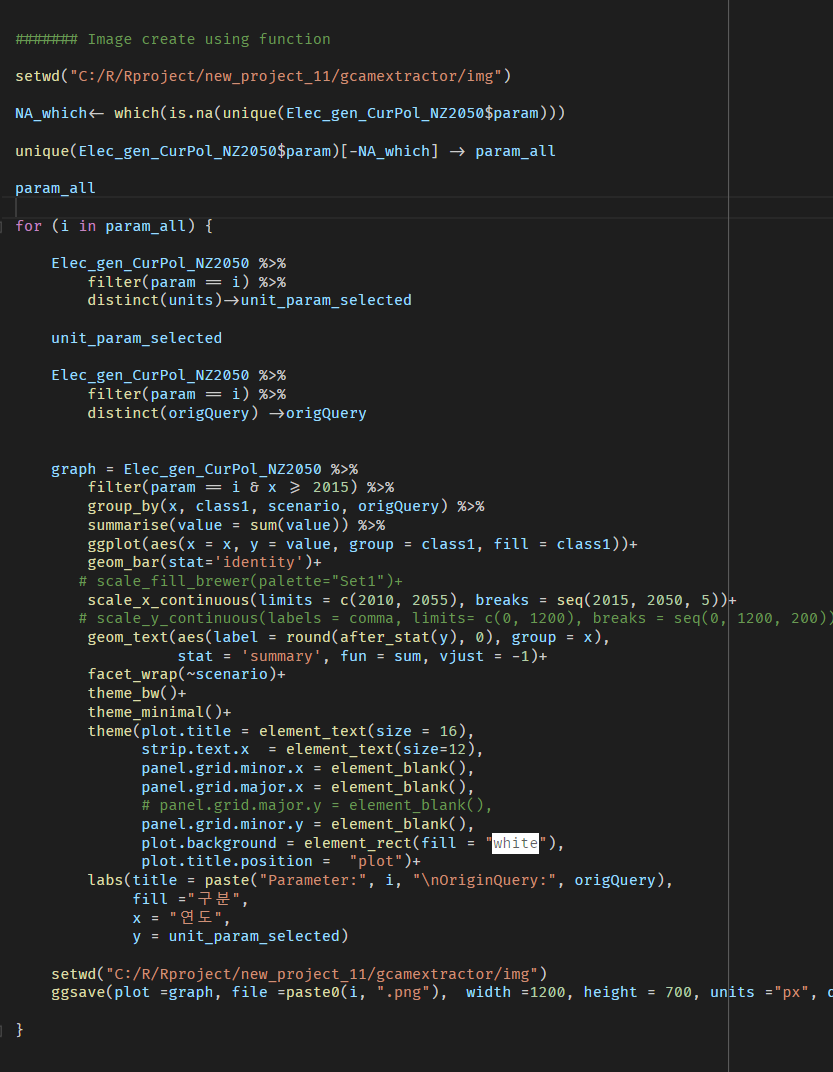 ####### Image create using function
setwd("C:/R/Rproject/new_project_11/gcamextractor/img")
NA_which<- which(is.na(unique(Elec_gen_CurPol_NZ2050$param)))
unique(Elec_gen_CurPol_NZ2050$param)[-NA_which] -> param_all
param_all
for (i in param_all) {
    Elec_gen_CurPol_NZ2050 %>%
        filter(param == i) %>%
        distinct(units)->unit_param_selected
    unit_param_selected
    Elec_gen_CurPol_NZ2050 %>%
        filter(param == i) %>%
        distinct(origQuery) ->origQuery
    graph = Elec_gen_CurPol_NZ2050 %>%
        filter(param == i & x >= 2015) %>%
        group_by(x, class1, scenario, origQuery) %>%
        summarise(value = sum(value)) %>%
        ggplot(aes(x = x, y = value, group = class1, fill = class1))+
        geom_bar(stat='identity')+
       # scale_fill_brewer(palette="Set1")+
        scale_x_continuous(limits = c(2010, 2055), breaks = seq(2015, 2050, 5))+
       # scale_y_continuous(labels = comma, limits= c(0, 1200), breaks = seq(0, 1200, 200))
        geom_text(aes(label = round(after_stat(y), 0), group = x),
                  stat = 'summary', fun = sum, vjust = -1)+
        facet_wrap(~scenario)+
        theme_bw()+
        theme_minimal()+
        theme(plot.title = element_text(size = 16),
              strip.text.x  = element_text(size=12),
              panel.grid.minor.x = element_blank(),
              panel.grid.major.x = element_blank(),
              # panel.grid.major.y = element_blank(),
              panel.grid.minor.y = element_blank(),
              plot.background = element_rect(fill = "white"),
              plot.title.position =  "plot")+
        labs(title = paste("Parameter:", i, "\nOriginQuery:", origQuery),
             fill ="구분",
             x = "연도",
             y = unit_param_selected)
    setwd("C:/R/Rproject/new_project_11/gcamextractor/img")
    ggsave(plot =graph, file =paste0(i, ".png"),  width =1200, height = 700, units ="px",
}